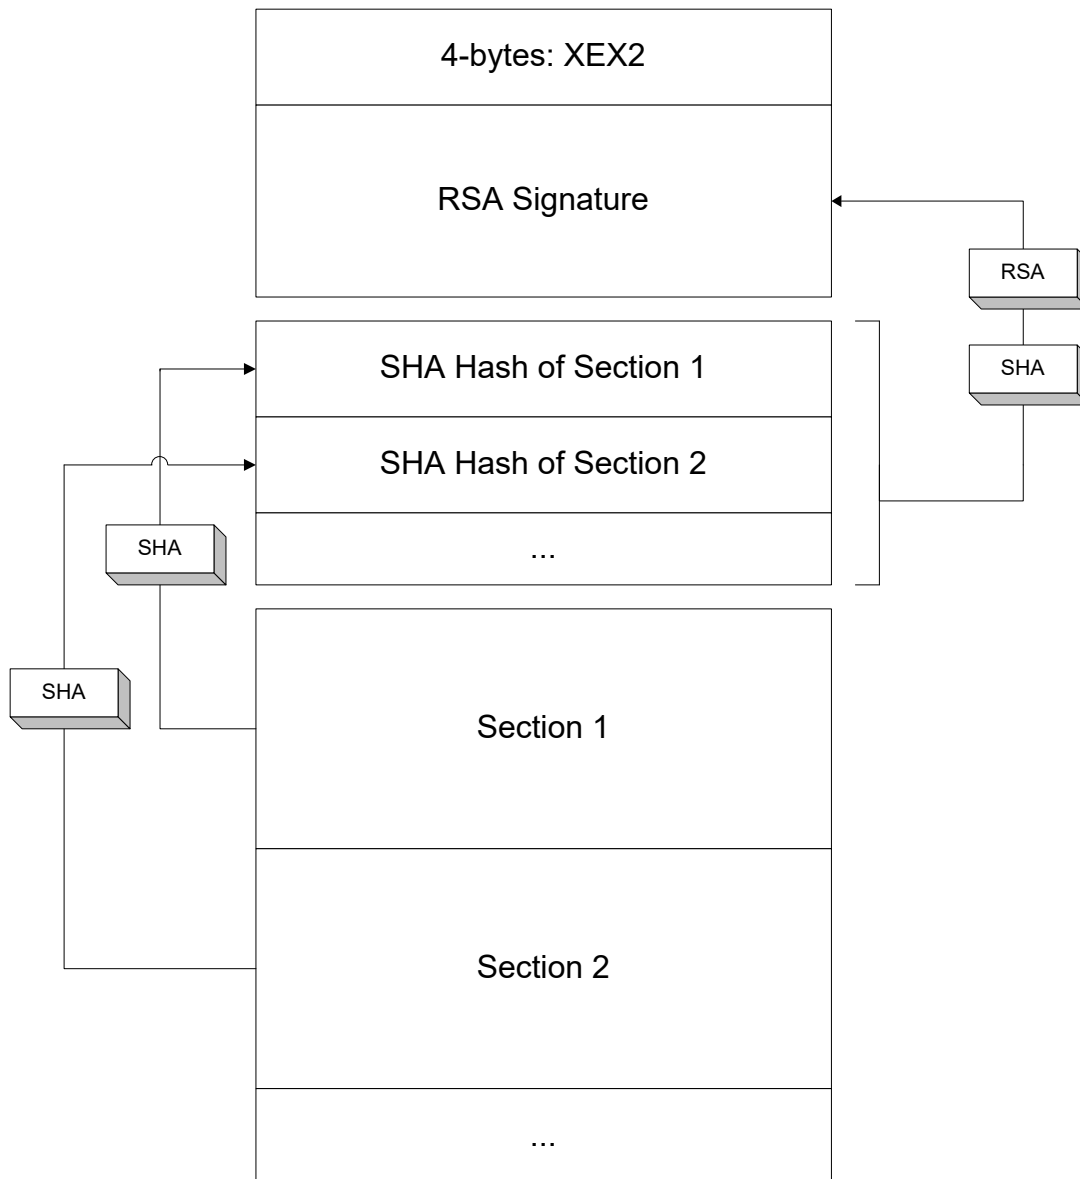 4-bytes: XEX2
RSA Signature
RSA
SHA Hash of Section 1
SHA
SHA Hash of Section 2
SHA
...
SHA
Section 1
Section 2
...